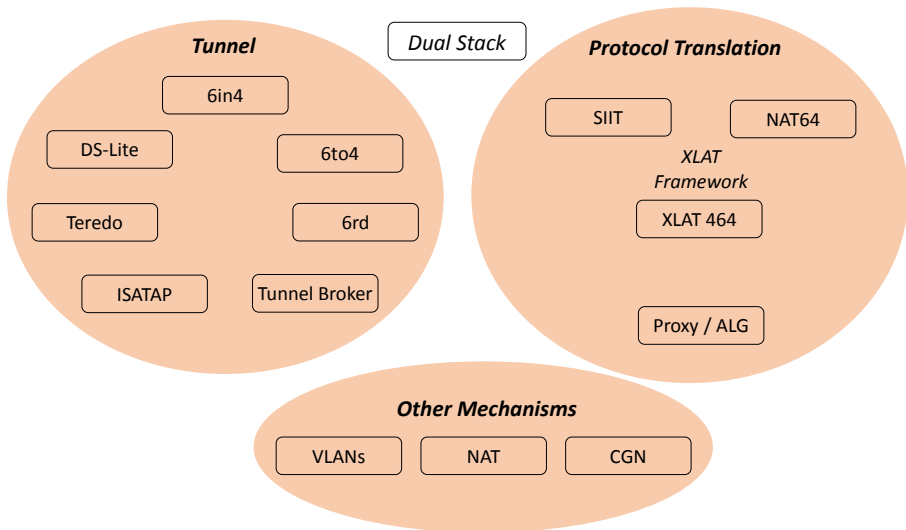 Tunnel
Dual Stack
Protocol Translation
6in4
SIIT
NAT64
DS-Lite
6to4
XLAT
Framework
Teredo
6rd
XLAT 464
ISATAP
Tunnel Broker
Proxy / ALG
Other Mechanisms
VLANs
NAT
CGN